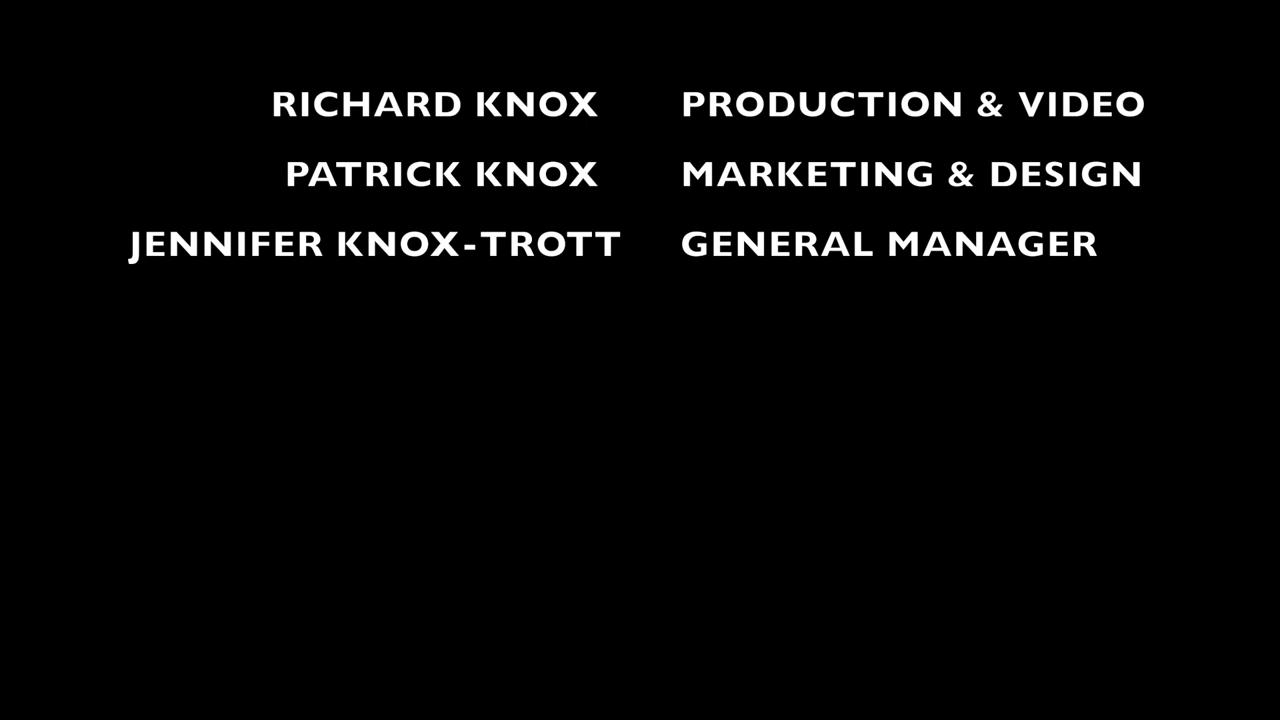 RICHARD KNOX PRODUCTION & VIDEO
PATRICK KNOX MARKETING & DESIGN
JENNIFER KNOX-TROTT GENERAL MANAGER